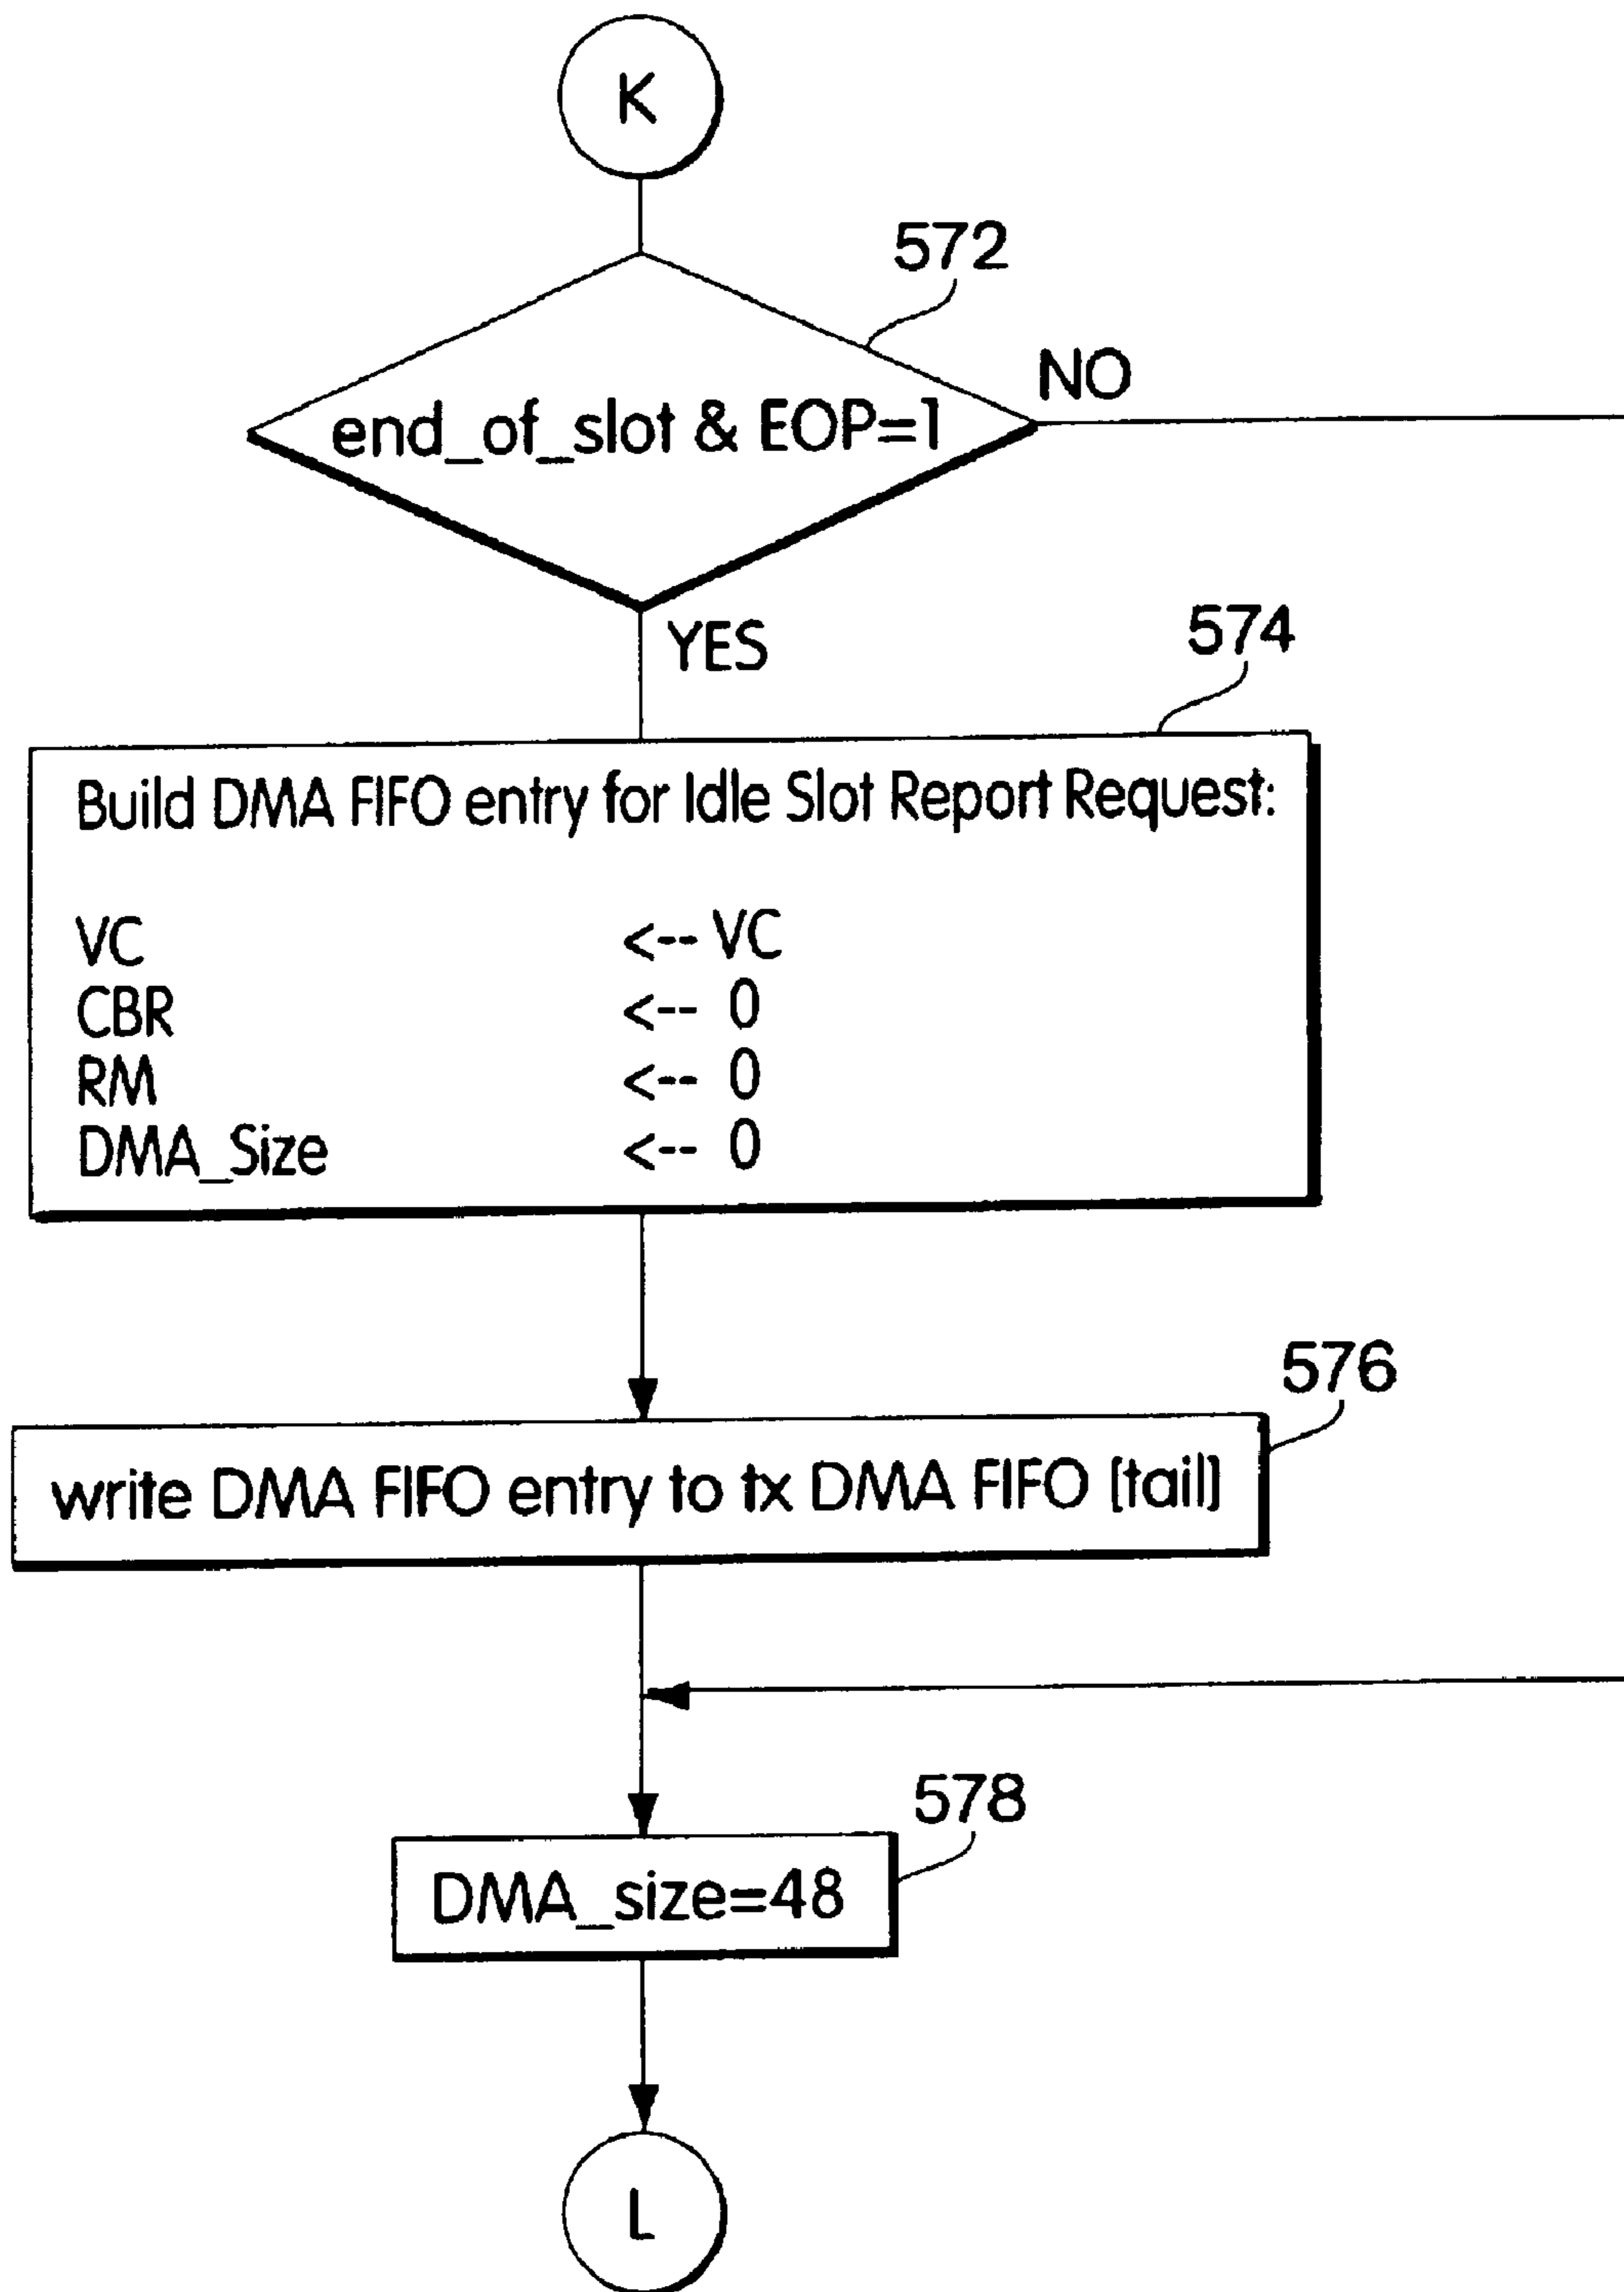 K
572
end_of_slot & EOP=1
NO
YES
574
Build DMA FIFO entry for Idle Slot Report Request:
VC <-- VC
CBR <-- 0
RM <-- 0
DMA_Size <-- 0
576
write DMA FIFO entry to tx DMA FIFO [tail]
578
DMA_size=48
L